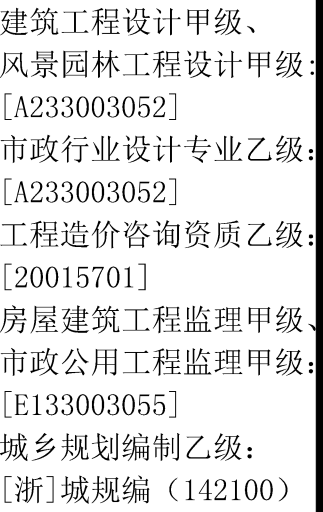 建筑工程设计甲级、
风景园林工程设计甲级:
[A233003052]
市政行业设计专业乙级:
[A233003052]
工程造价咨询资质乙级:
[20015701]
房屋建筑工程监理甲级、
市政公用工程监理甲级:
[E133003055]
城乡规划编制乙级:
[浙]城规编（142100）